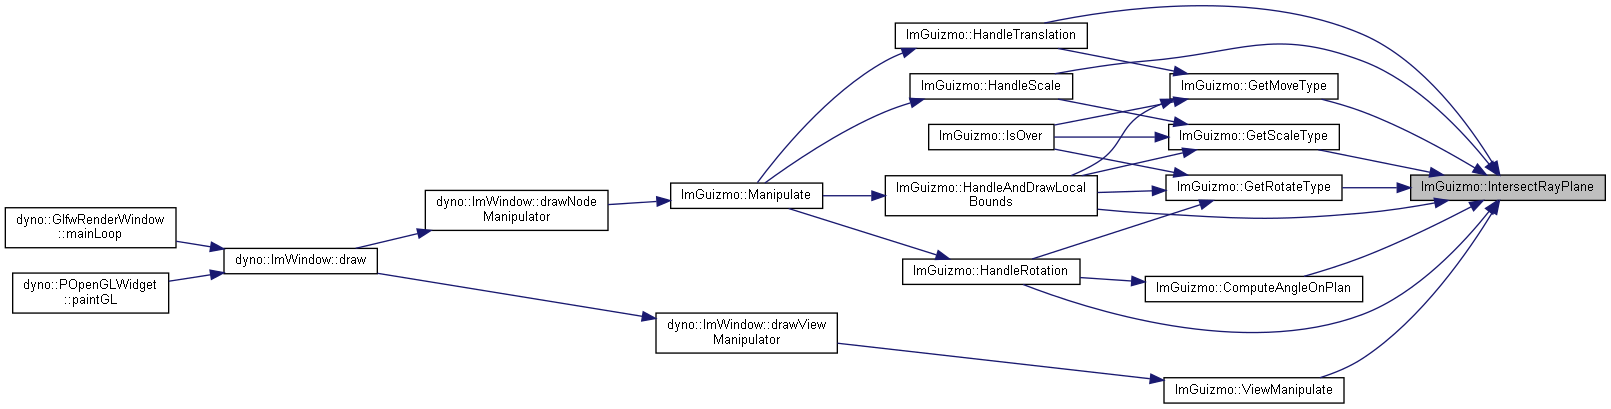 ImGuizmo::HandleTranslation
ImGuizmo::HandleScale
ImGuizmo::GetMoveType
ImGuizmo::IsOver
ImGuizmo::GetScaleType
ImGuizmo::HandleAndDrawLocal
Bounds
ImGuizmo::GetRotateType
ImGuizmo::IntersectRayPlane
ImGuizmo::Manipulate
dyno::ImWindow::drawNode
Manipulator
dyno::GlfwRenderWindow
::mainLoop
dyno::ImWindow::draw
dyno::POpenGLWidget
::paintGL
ImGuizmo::HandleRotation
ImGuizmo::ComputeAngleOnPlan
dyno::ImWindow::drawView
Manipulator
ImGuizmo::ViewManipulate